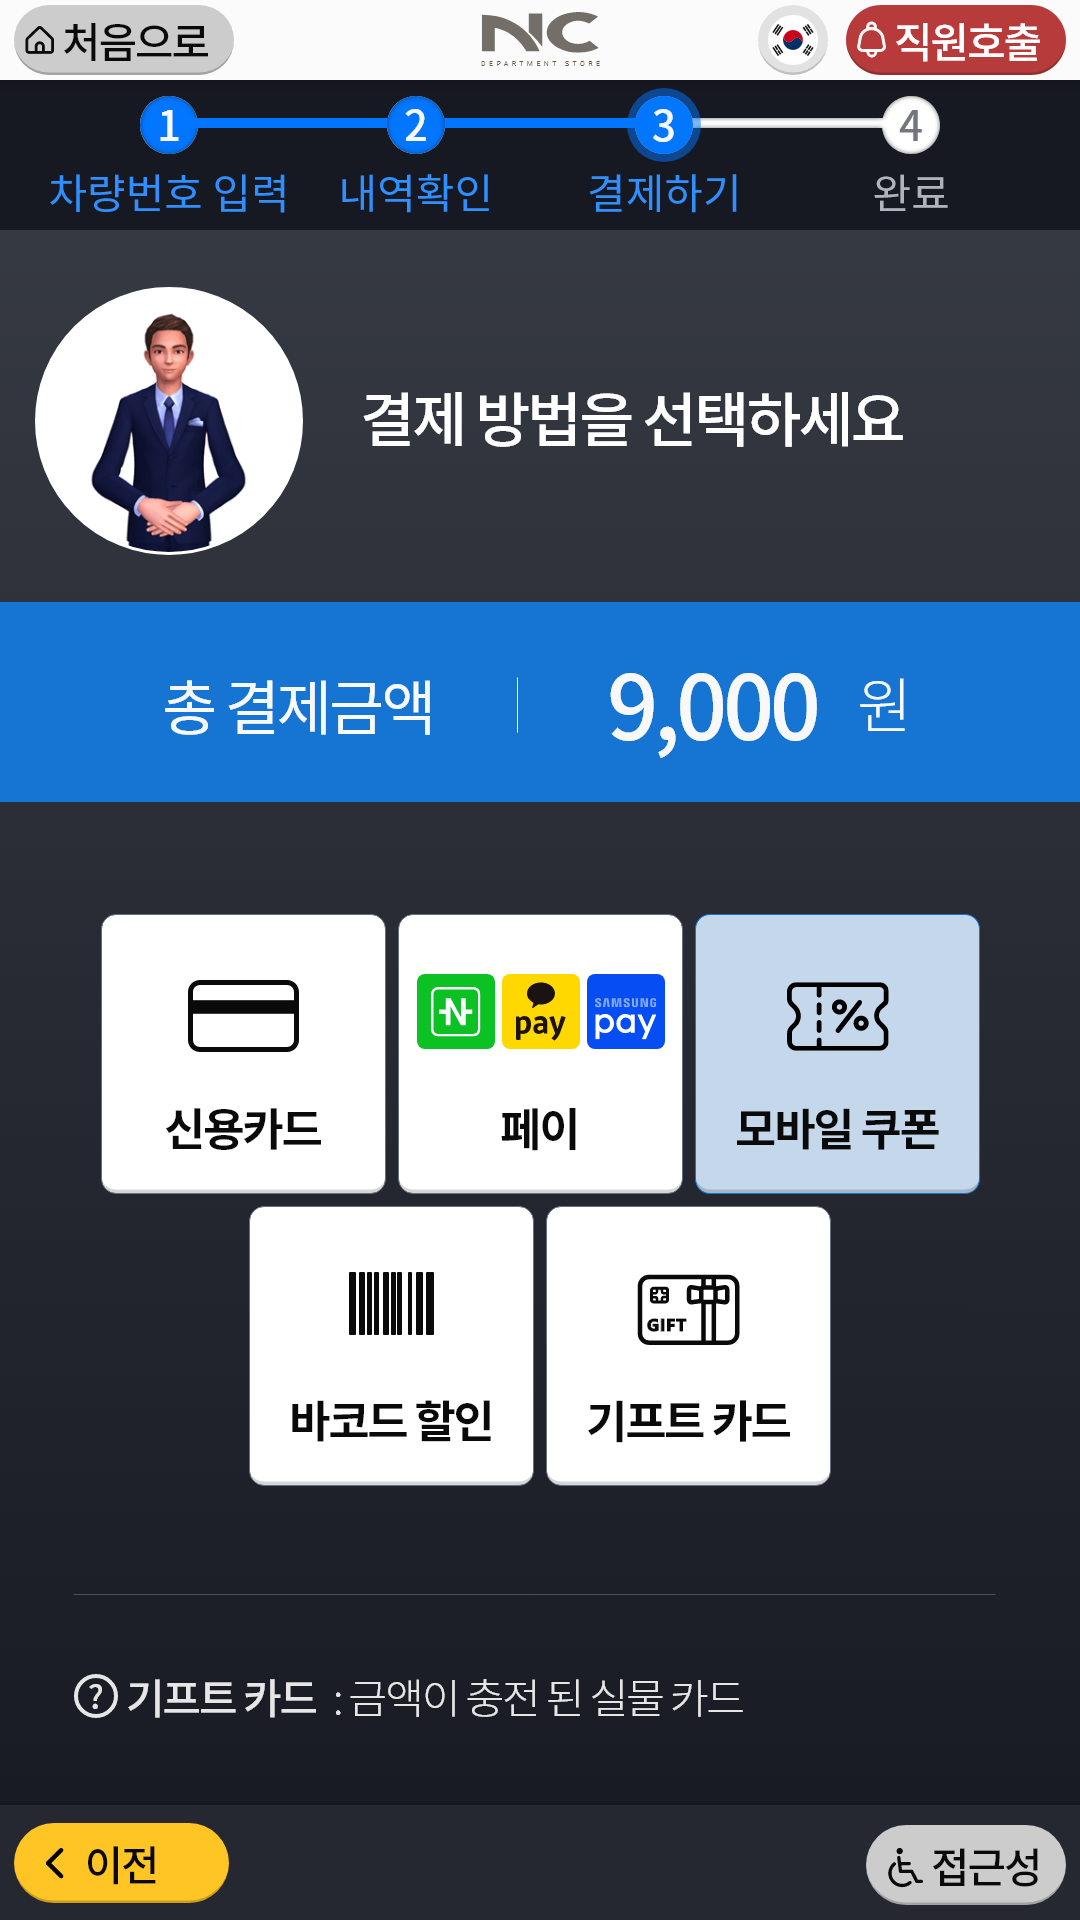 처음으로
NC
DEPARTMENT STORE
직원호출
1 2 3 4
차량번호 입력 내역확인 결제하기 완료
결제 방법을 선택하세요
총 결제금액 9,000 원
N pay SAMSUNG pay %
신용카드 페이 모바일 쿠폰
GIFT
바코드 할인 기프트 카드
? 기프트 카드 : 금액이 충전 된 실물 카드
이전 접근성